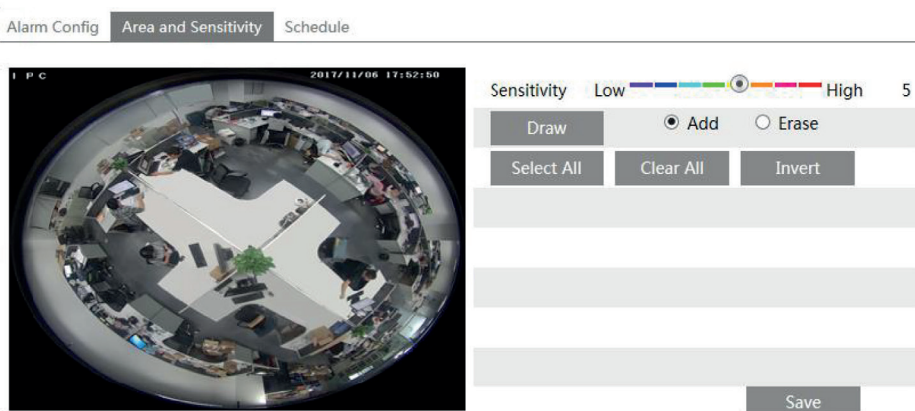 Alarm Config Area and Sensitivity Schedule
IPC 2017/11/06 17:52:50
Sensitivity Low High 5
Draw Add Erase
Select All Clear All Invert
Save